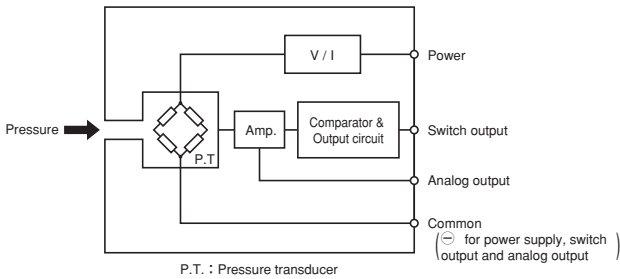 V / I
Power
Pressure
P.T
Amp.
Comparator &
Output circuit
Switch output
Analog output
Common
( ⊖ for power supply, switch
output and analog output )
P.T. : Pressure transducer